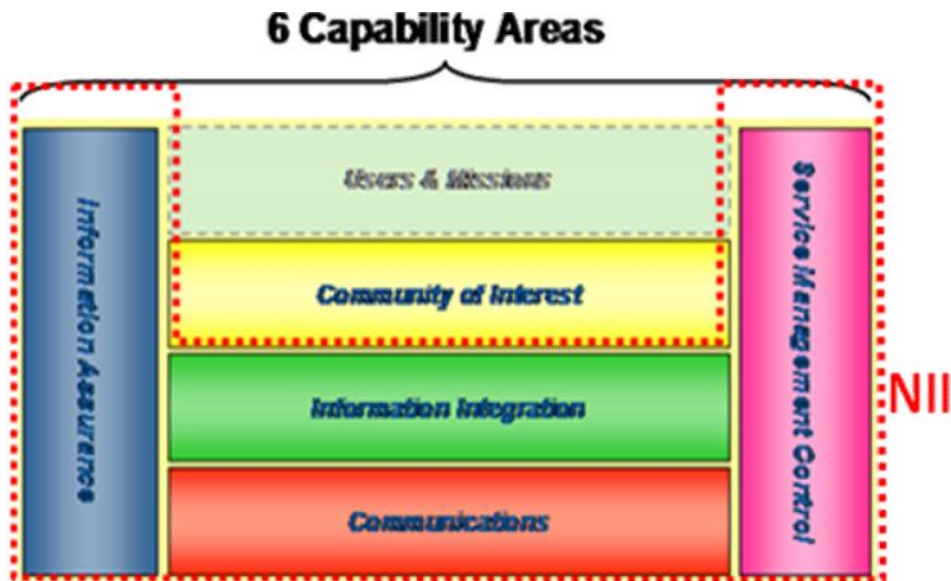 6 Capability Areas
Information Assurance
Users & Missions
Community of Interest
Information Integration
Communications
Service Management Control
NII